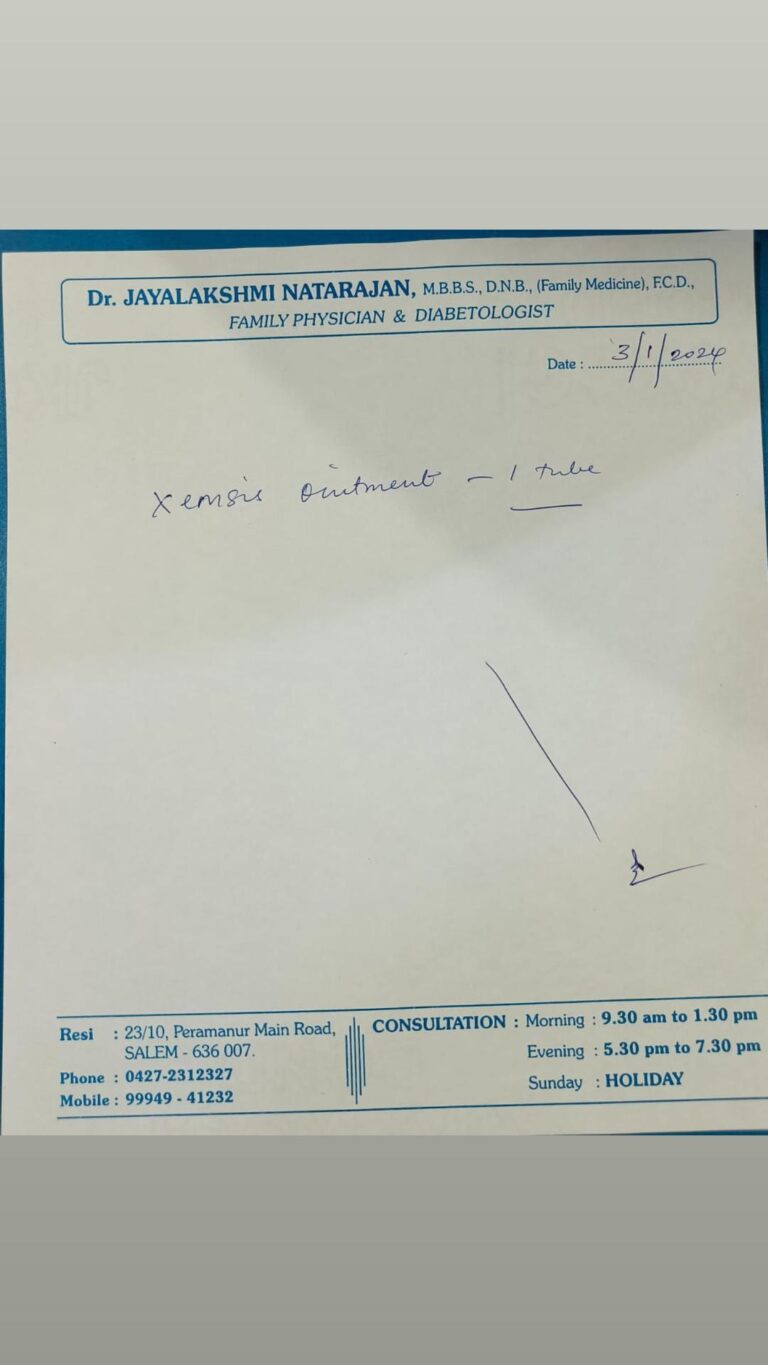 Dr. JAYALAKSHMI NATARAJAN, M.B.B.S., D.N.B., (Family Medicine), F.C.D.,
FAMILY PHYSICIAN & DIABETOLOGIST
Date : 3/1/2024
ointment – 1 tube
Resi : 23/10, Peramanur Main Road,
SALEM - 636 007.
Phone : 0427-2312327
Mobile : 99949 - 41232
CONSULTATION : Morning : 9.30 am to 1.30 pm
Evening : 5.30 pm to 7.30 pm
Sunday : HOLIDAY